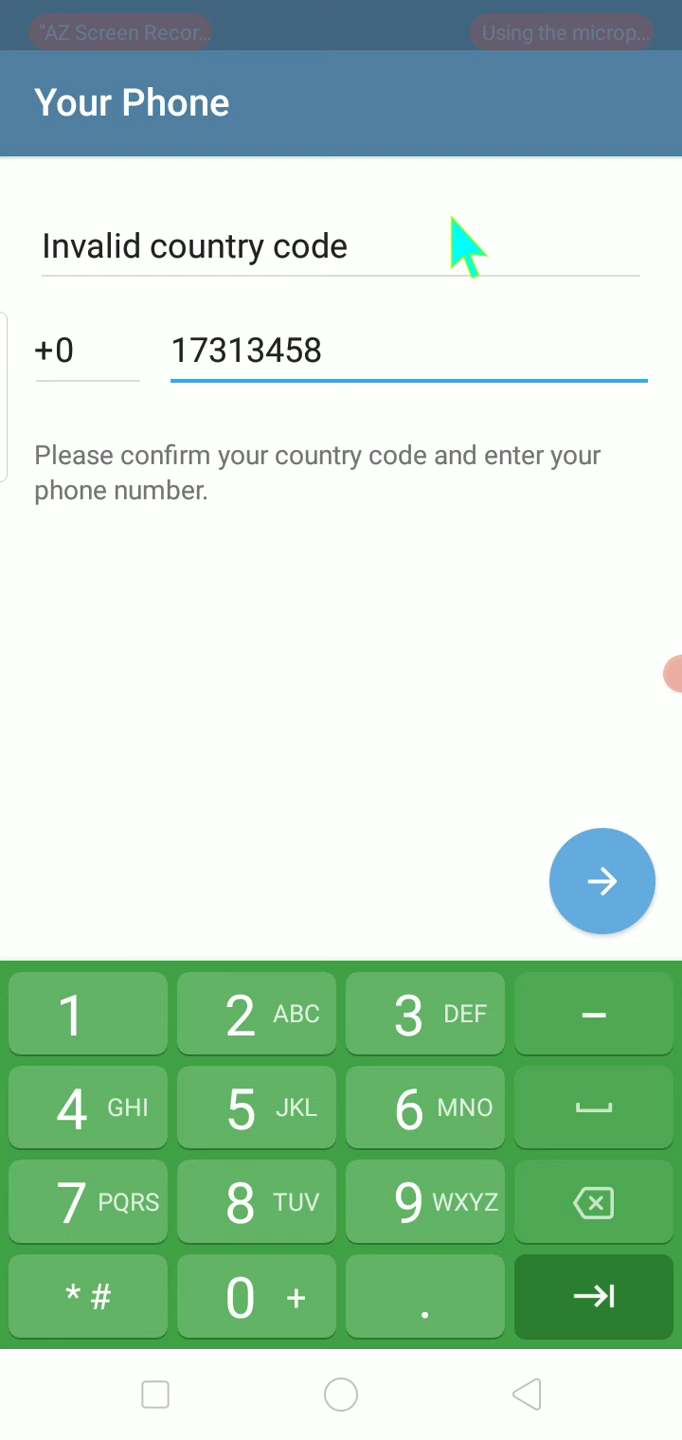 "AZ Screen Recor...
Using the microp...
Your Phone
Invalid country code
+0 17313458
Please confirm your country code and enter your
phone number.
1 2 ABC 3 DEF –
4 GHI 5 JKL 6 MNO
7 PQRS 8 TUV 9 WXYZ
* # 0 + .